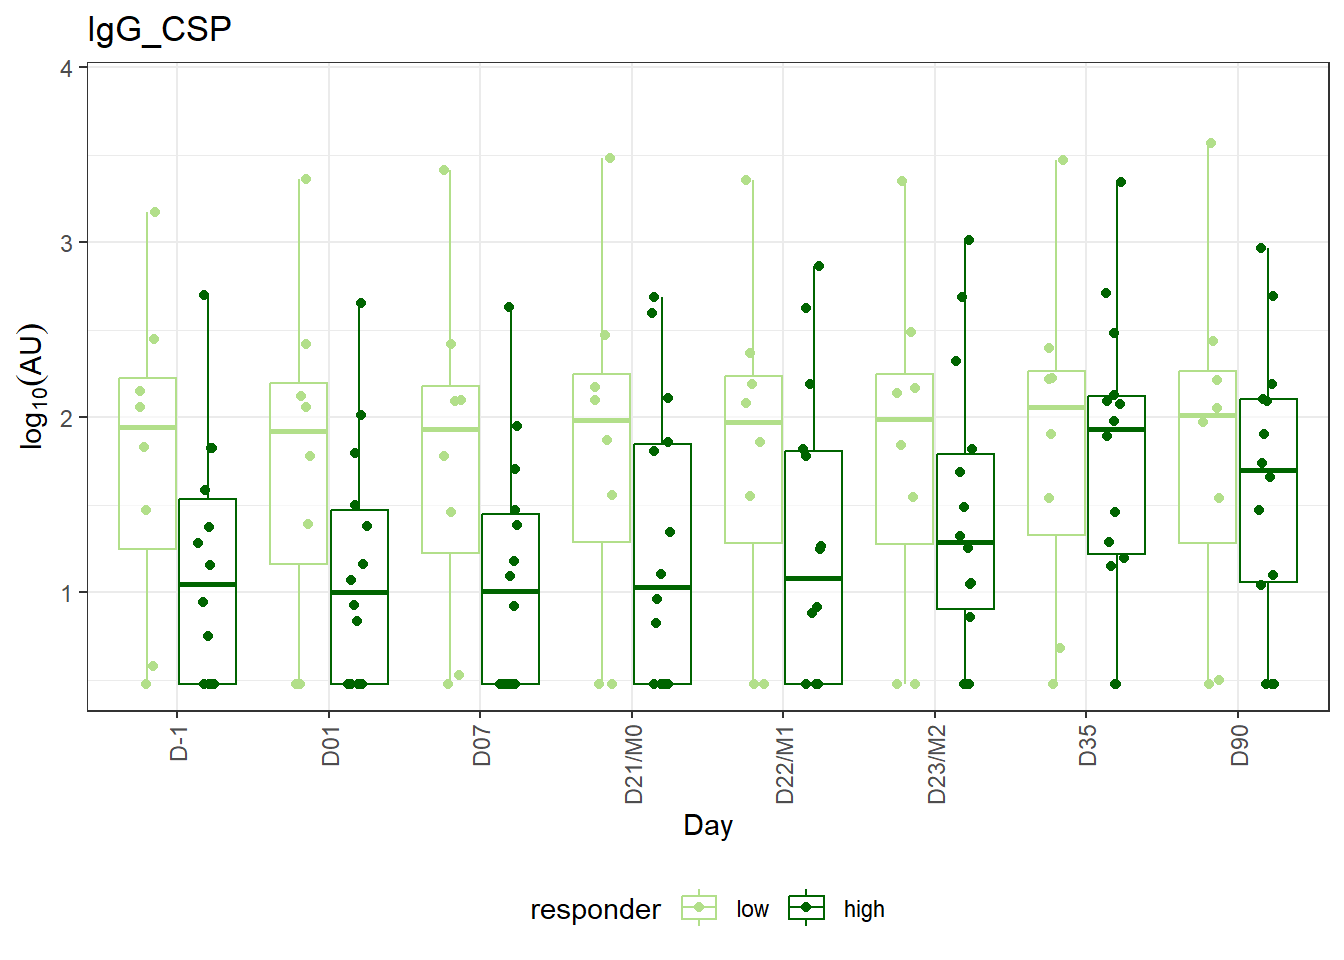 IgG_CSP
4
3
2
1
log₁₀(AU)
D-1
D01
D07
D21/M0
D22/M1
D23/M2
D35
D90
Day
responder low high